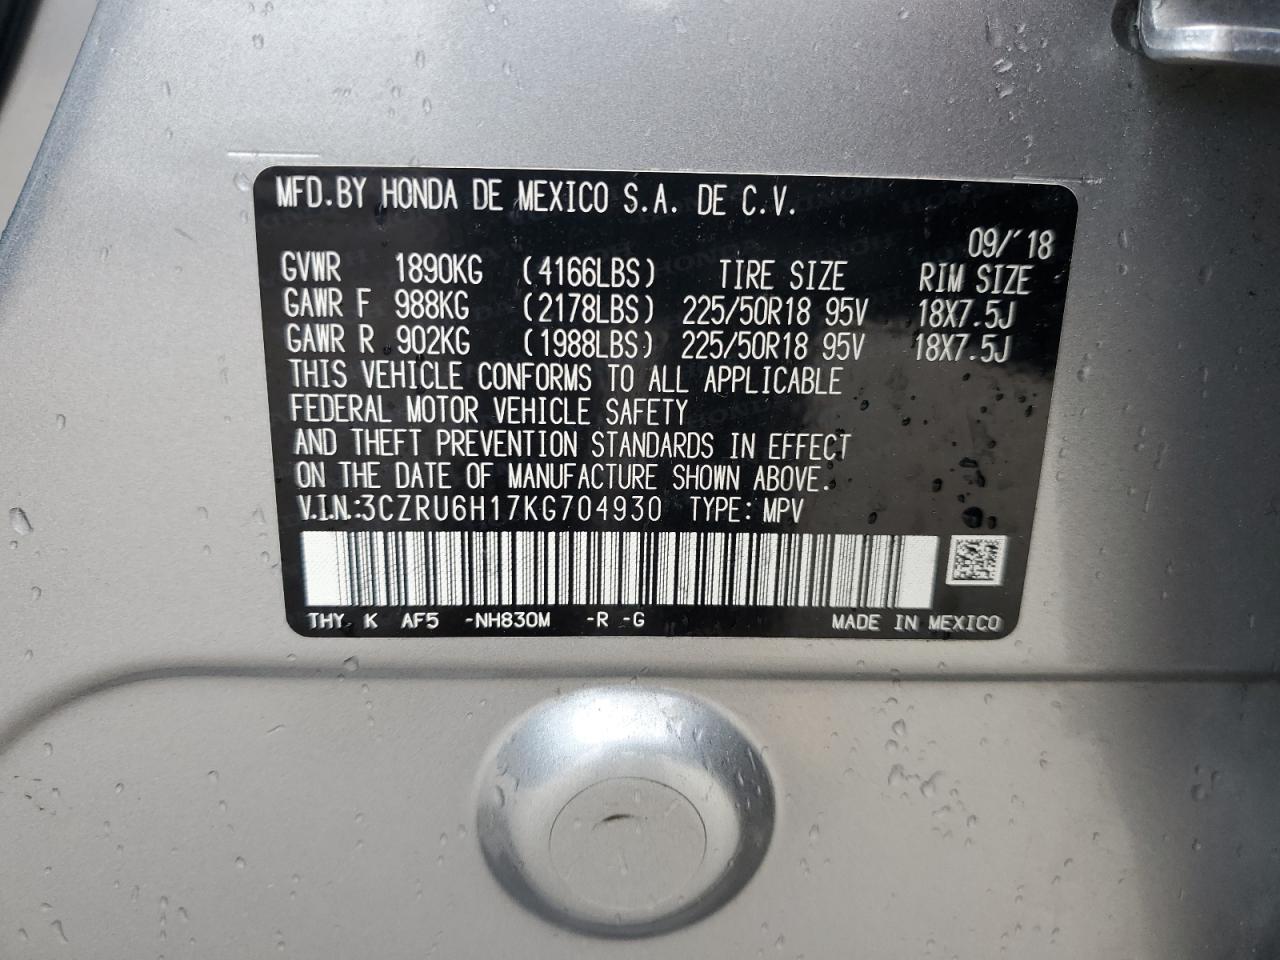 MFD.BY HONDA DE MEXICO S.A. DE C.V.
09/´18
GVWR 1890KG (4166LBS) TIRE SIZE RIM SIZE
GAWR F 988KG (2178LBS) 225/50R18 95V 18X7.5J
GAWR R 902KG (1988LBS) 225/50R18 95V 18X7.5J
THIS VEHICLE CONFORMS TO ALL APPLICABLE
FEDERAL MOTOR VEHICLE SAFETY
AND THEFT PREVENTION STANDARDS IN EFFECT
ON THE DATE OF MANUFACTURE SHOWN ABOVE.
V.I.N.:3CZRU6H17KG704930 TYPE: MPV
THY K AF5 -NH830M -R -G MADE IN MEXICO